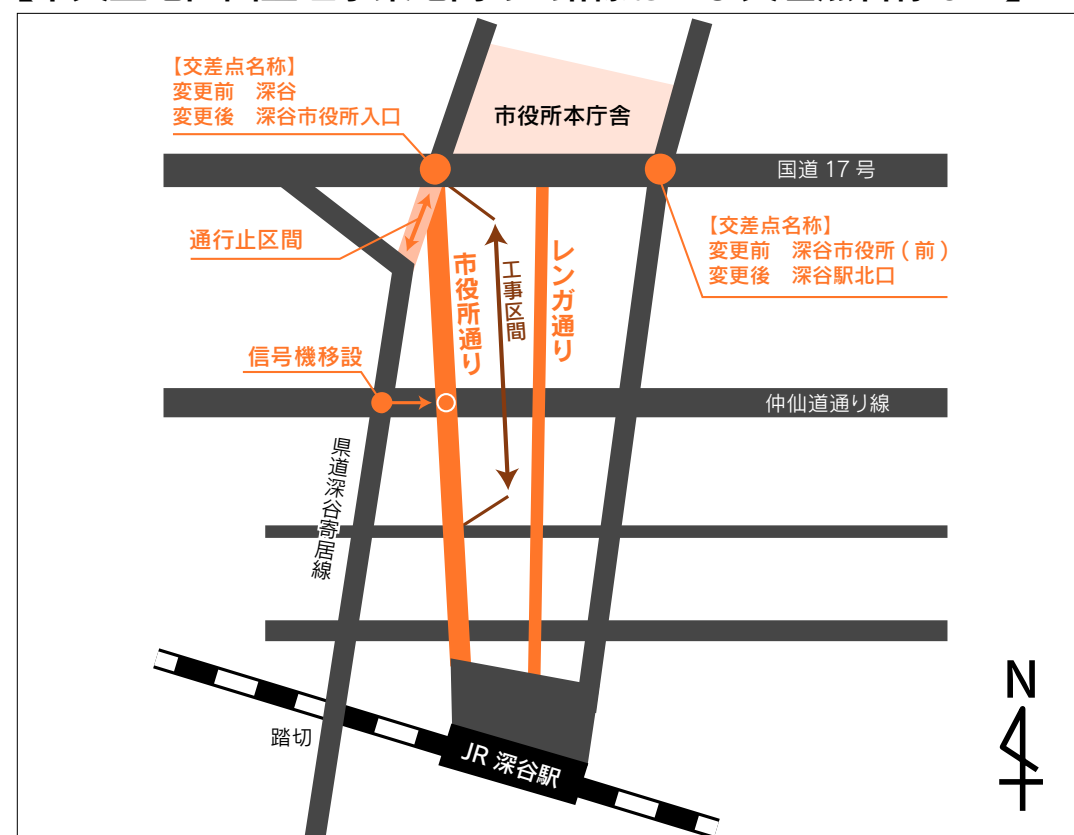 【交差点名称】
変更前　深谷
変更後　深谷市役所入口
市役所本庁舎
国道 17 号
通行止区間
【交差点名称】
変更前　深谷市役所 ( 前 )
変更後　深谷駅北口
市役所通り
工事区間
レンガ通り
信号機移設
仲仙道通り線
県道深谷寄居線
踏切
JR 深谷駅
N